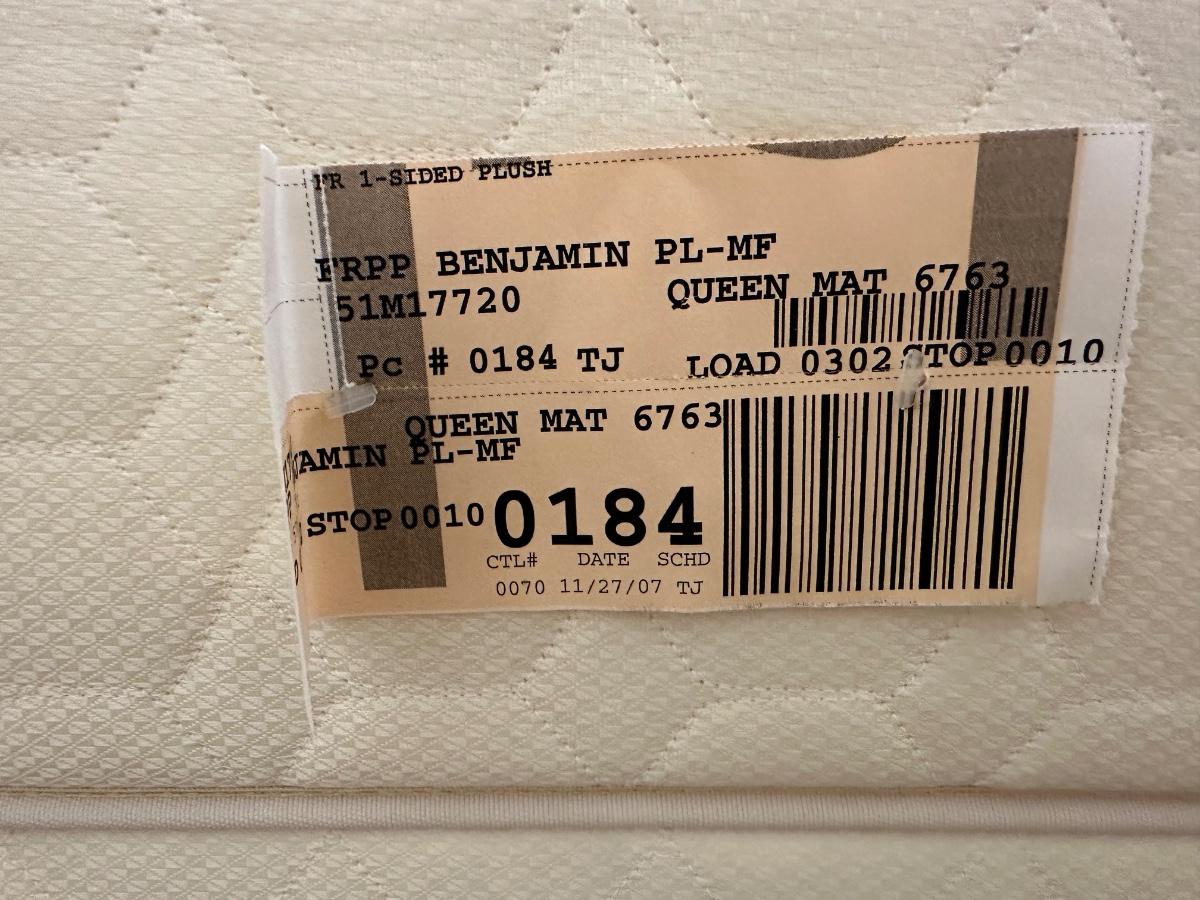 FR 1-SIDED PLUSH
FRPP BENJAMIN PL-MF
51M17720 QUEEN MAT 6763
Pc # 0184 TJ LOAD 0302 STOP 0010
QUEEN MAT 6763
AMIN PL-MF
STOP 0010 0184
CTL# DATE SCHD
0070 11/27/07 TJ